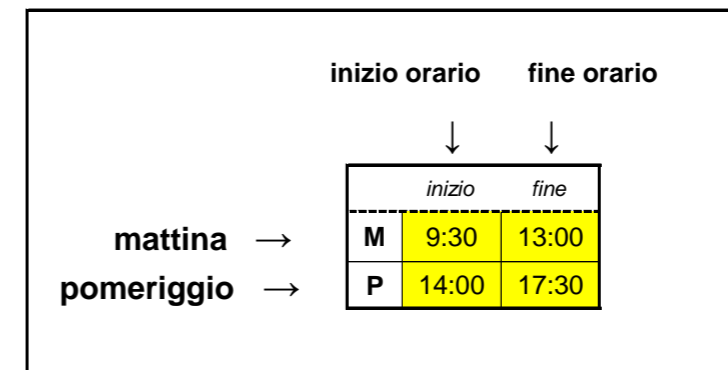 inizio orario fine orario
↓ ↓
inizio fine
mattina → M 9:30 13:00
pomeriggio → P 14:00 17:30